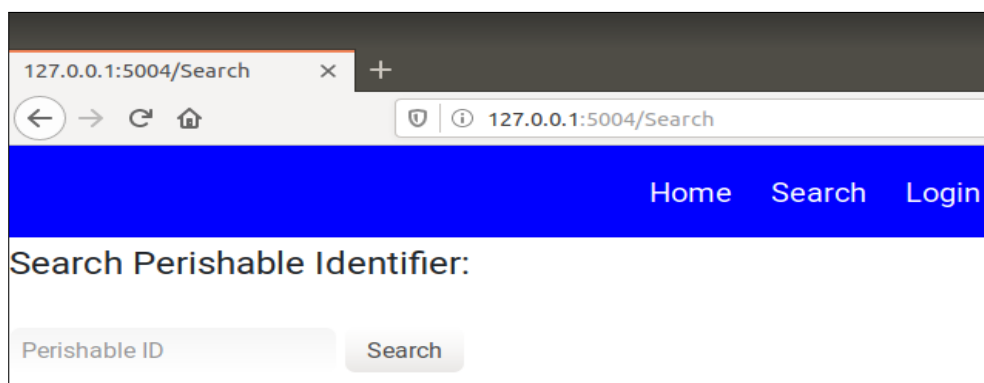 127.0.0.1:5004/Search
127.0.0.1:5004/Search
Home Search Login
Search Perishable Identifier:
Perishable ID Search